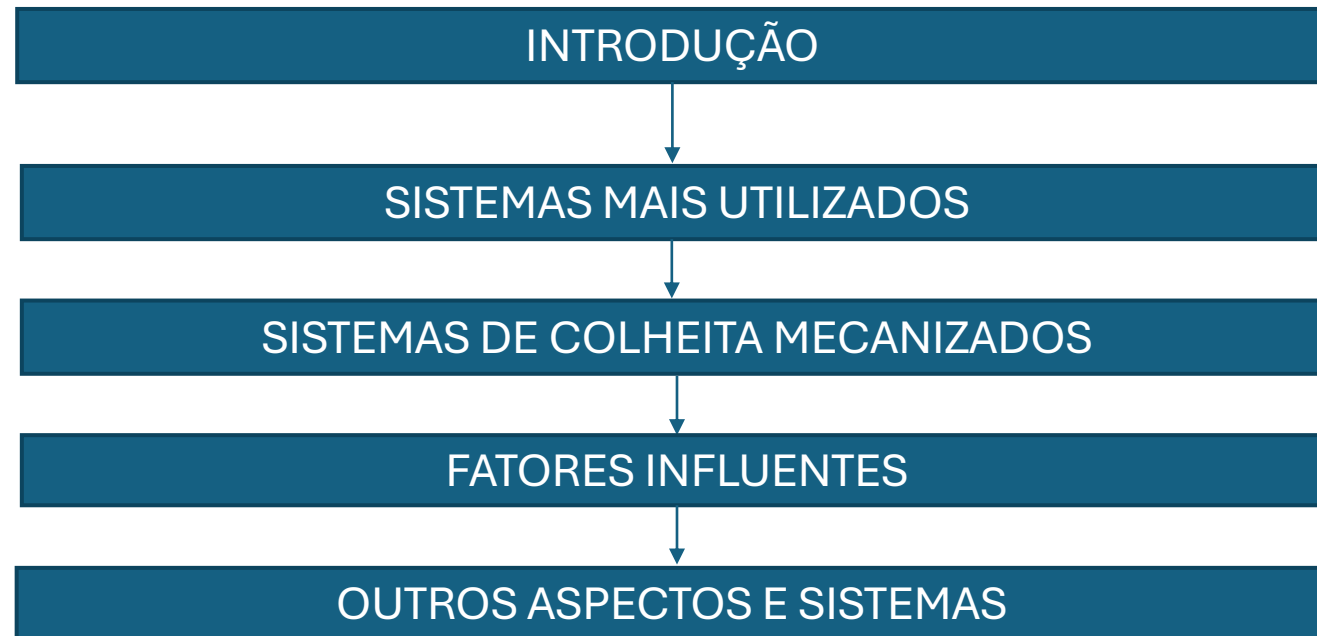 INTRODUÇÃO
SISTEMAS MAIS UTILIZADOS
SISTEMAS DE COLHEITA MECANIZADOS
FATORES INFLUENTES
OUTROS ASPECTOS E SISTEMAS